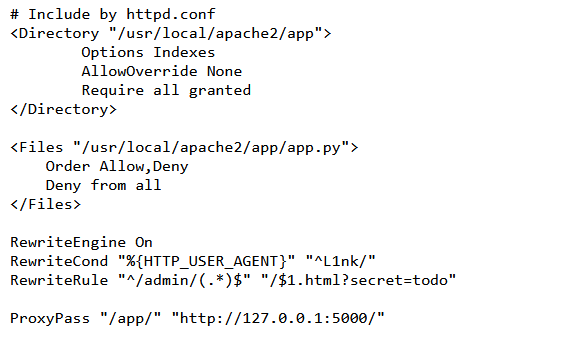 # Include by httpd.conf
<Directory "/usr/local/apache2/app">
        Options Indexes
        AllowOverride None
        Require all granted
</Directory>

<Files "/usr/local/apache2/app/app.py">
    Order Allow,Deny
    Deny from all
</Files>

RewriteEngine On
RewriteCond "%{HTTP_USER_AGENT}" "^L1nk/"
RewriteRule "^/admin/(.*)$" "/$1.html?secret=todo"

ProxyPass "/app/" "http://127.0.0.1:5000/"